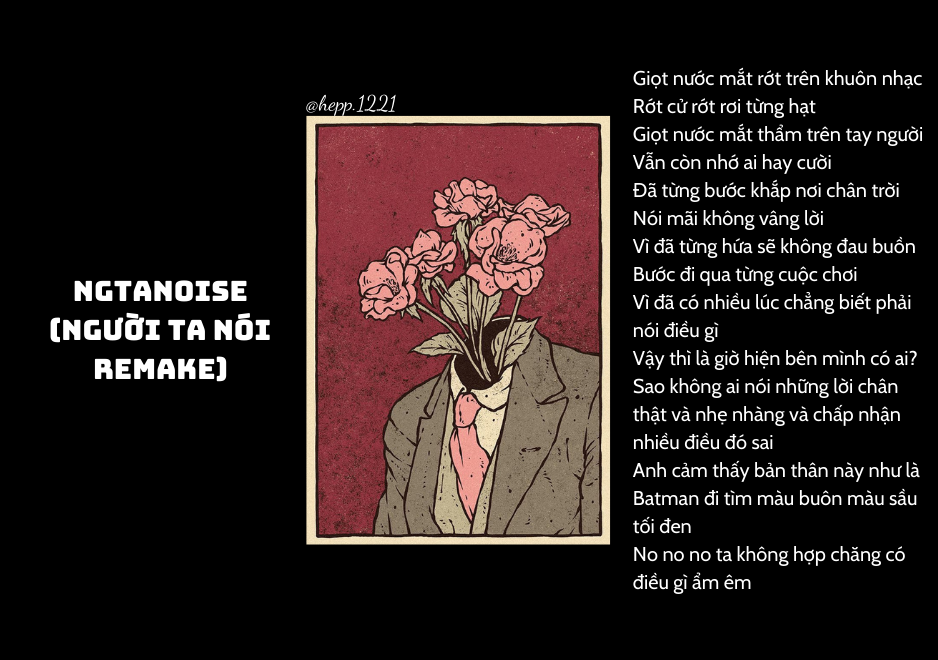 NGTANOISE
(NGƯỜI TA NÓI
REMAKE)
@hepp.1221
Giọt nước mắt rớt trên khuôn nhạc
Rớt cử rớt rơi từng hạt
Giọt nước mắt thẩm trên tay người
Vẫn còn nhớ ai hay cười
Đã từng bước khắp nơi chân trời
Nói mãi không vâng lời
Vì đã từng hứa sẽ không đau buồn
Bước đi qua từng cuộc chơi
Vì đã có nhiều lúc chẳng biết phải
nói điều gì
Vậy thì là giờ hiện bên mình có ai?
Sao không ai nói những lời chân
thật và nhẹ nhàng và chấp nhận
nhiều điều đó sai
Anh cảm thấy bản thân này như là
Batman đi tìm màu buôn màu sầu
tối đen
No no no ta không hợp chăng có
điều gì ẩm êm